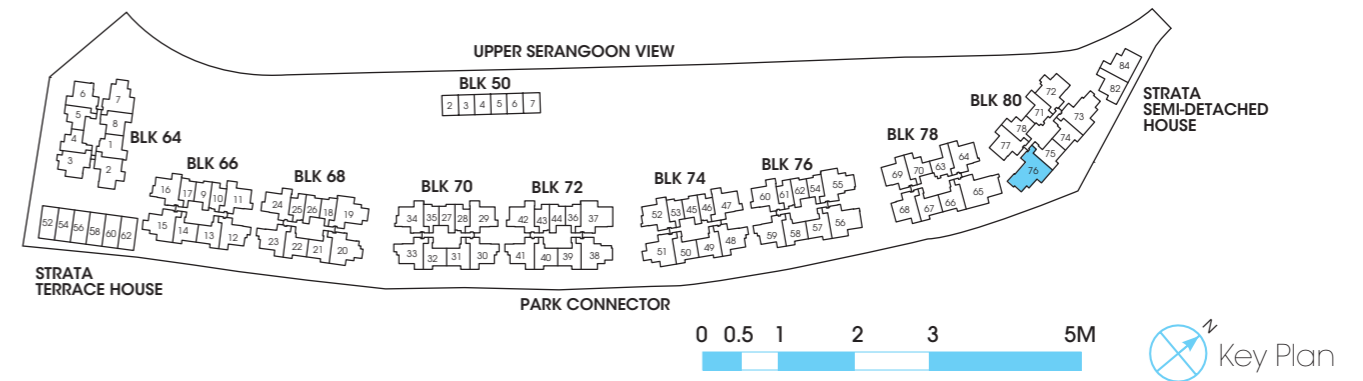 UPPER SERANGOON VIEW
BLK 50
2 3 4 5 6 7
BLK 64
6 7
5 8
4 1
3 2
BLK 66
16 17 9 10 11
15 14 13 12
BLK 68
24 25 26 18 19
23 22 21 20
BLK 70
34 35 27 28 29
33 32 31 30
BLK 72
42 43 44 36 37
41 40 39 38
BLK 74
52 53 45 46 47
51 50 49 48
BLK 76
60 61 62 54 55
59 58 57 56
BLK 78
69 70 63 64
68 67 66 65
BLK 80
72
71 73
78 74
77 75
76
84
82
STRATA
SEMI-DETACHED
HOUSE
52 54 56 58 60 62
STRATA
TERRACE HOUSE
PARK CONNECTOR
0 0.5 1 2 3 5M
N
Key Plan